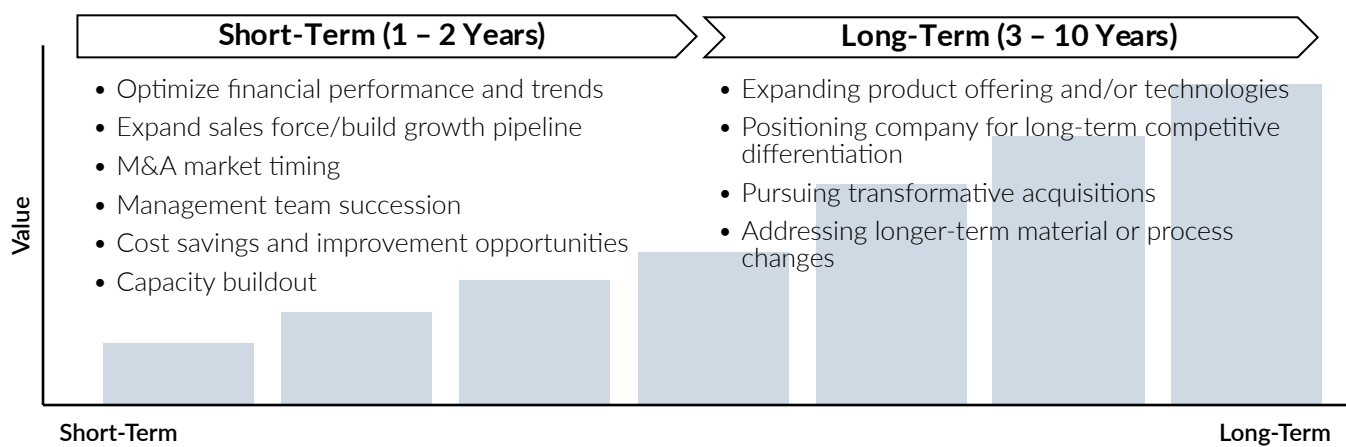 Short-Term (1 – 2 Years)
• Optimize financial performance and trends
• Expand sales force/build growth pipeline
• M&A market timing
• Management team succession
• Cost savings and improvement opportunities
• Capacity buildout
Long-Term (3 – 10 Years)
• Expanding product offering and/or technologies
• Positioning company for long-term competitive
differentiation
• Pursuing transformative acquisitions
• Addressing longer-term material or process
changes
Value
Short-Term
Long-Term